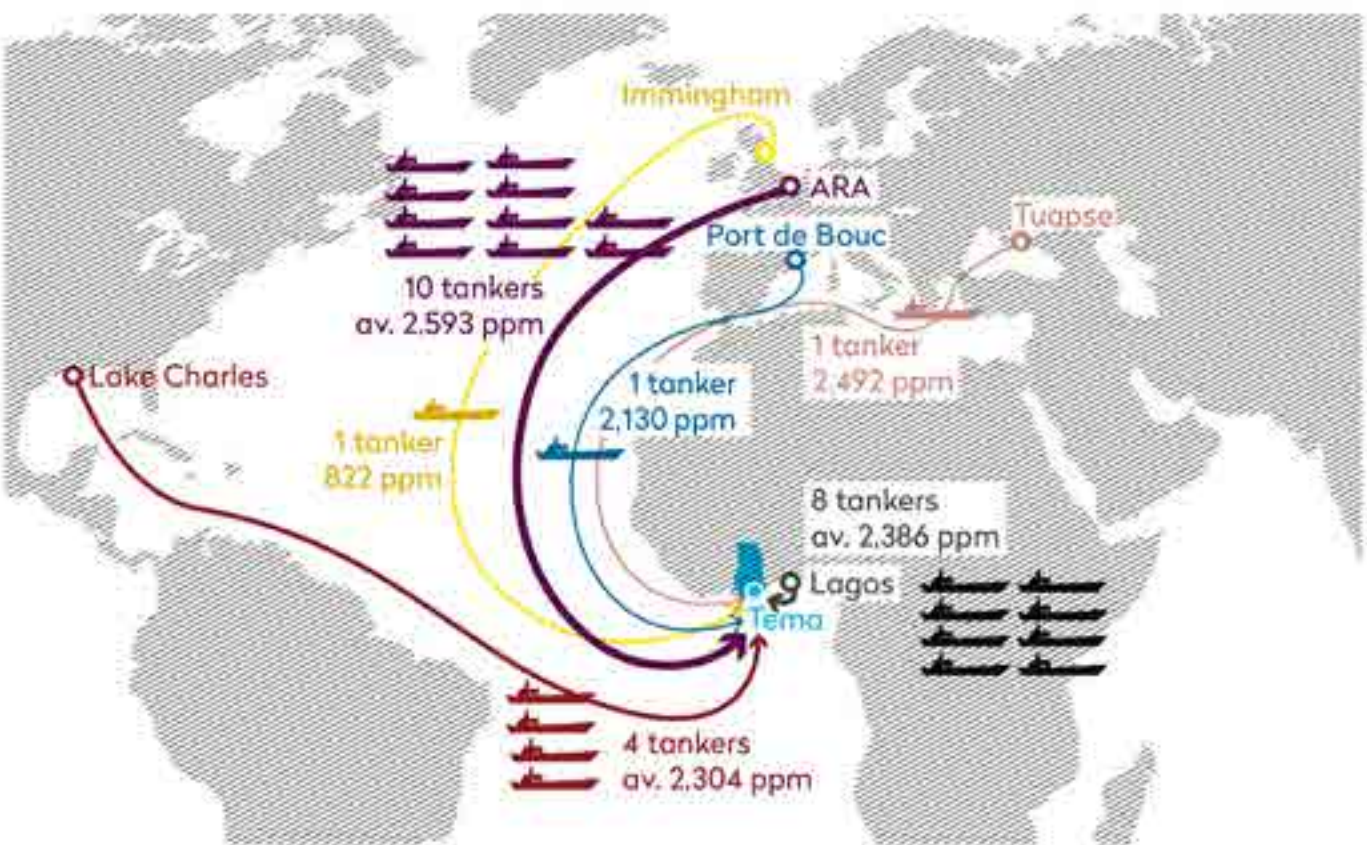 Immingham
ARA
Tuapse
Port de Bouc
10 tankers
av. 2,593 ppm
1 tanker
2,492 ppm
Lake Charles
1 tanker
2,130 ppm
1 tanker
822 ppm
8 tankers
av. 2,386 ppm
Lagos
Tema
4 tankers
av. 2,304 ppm